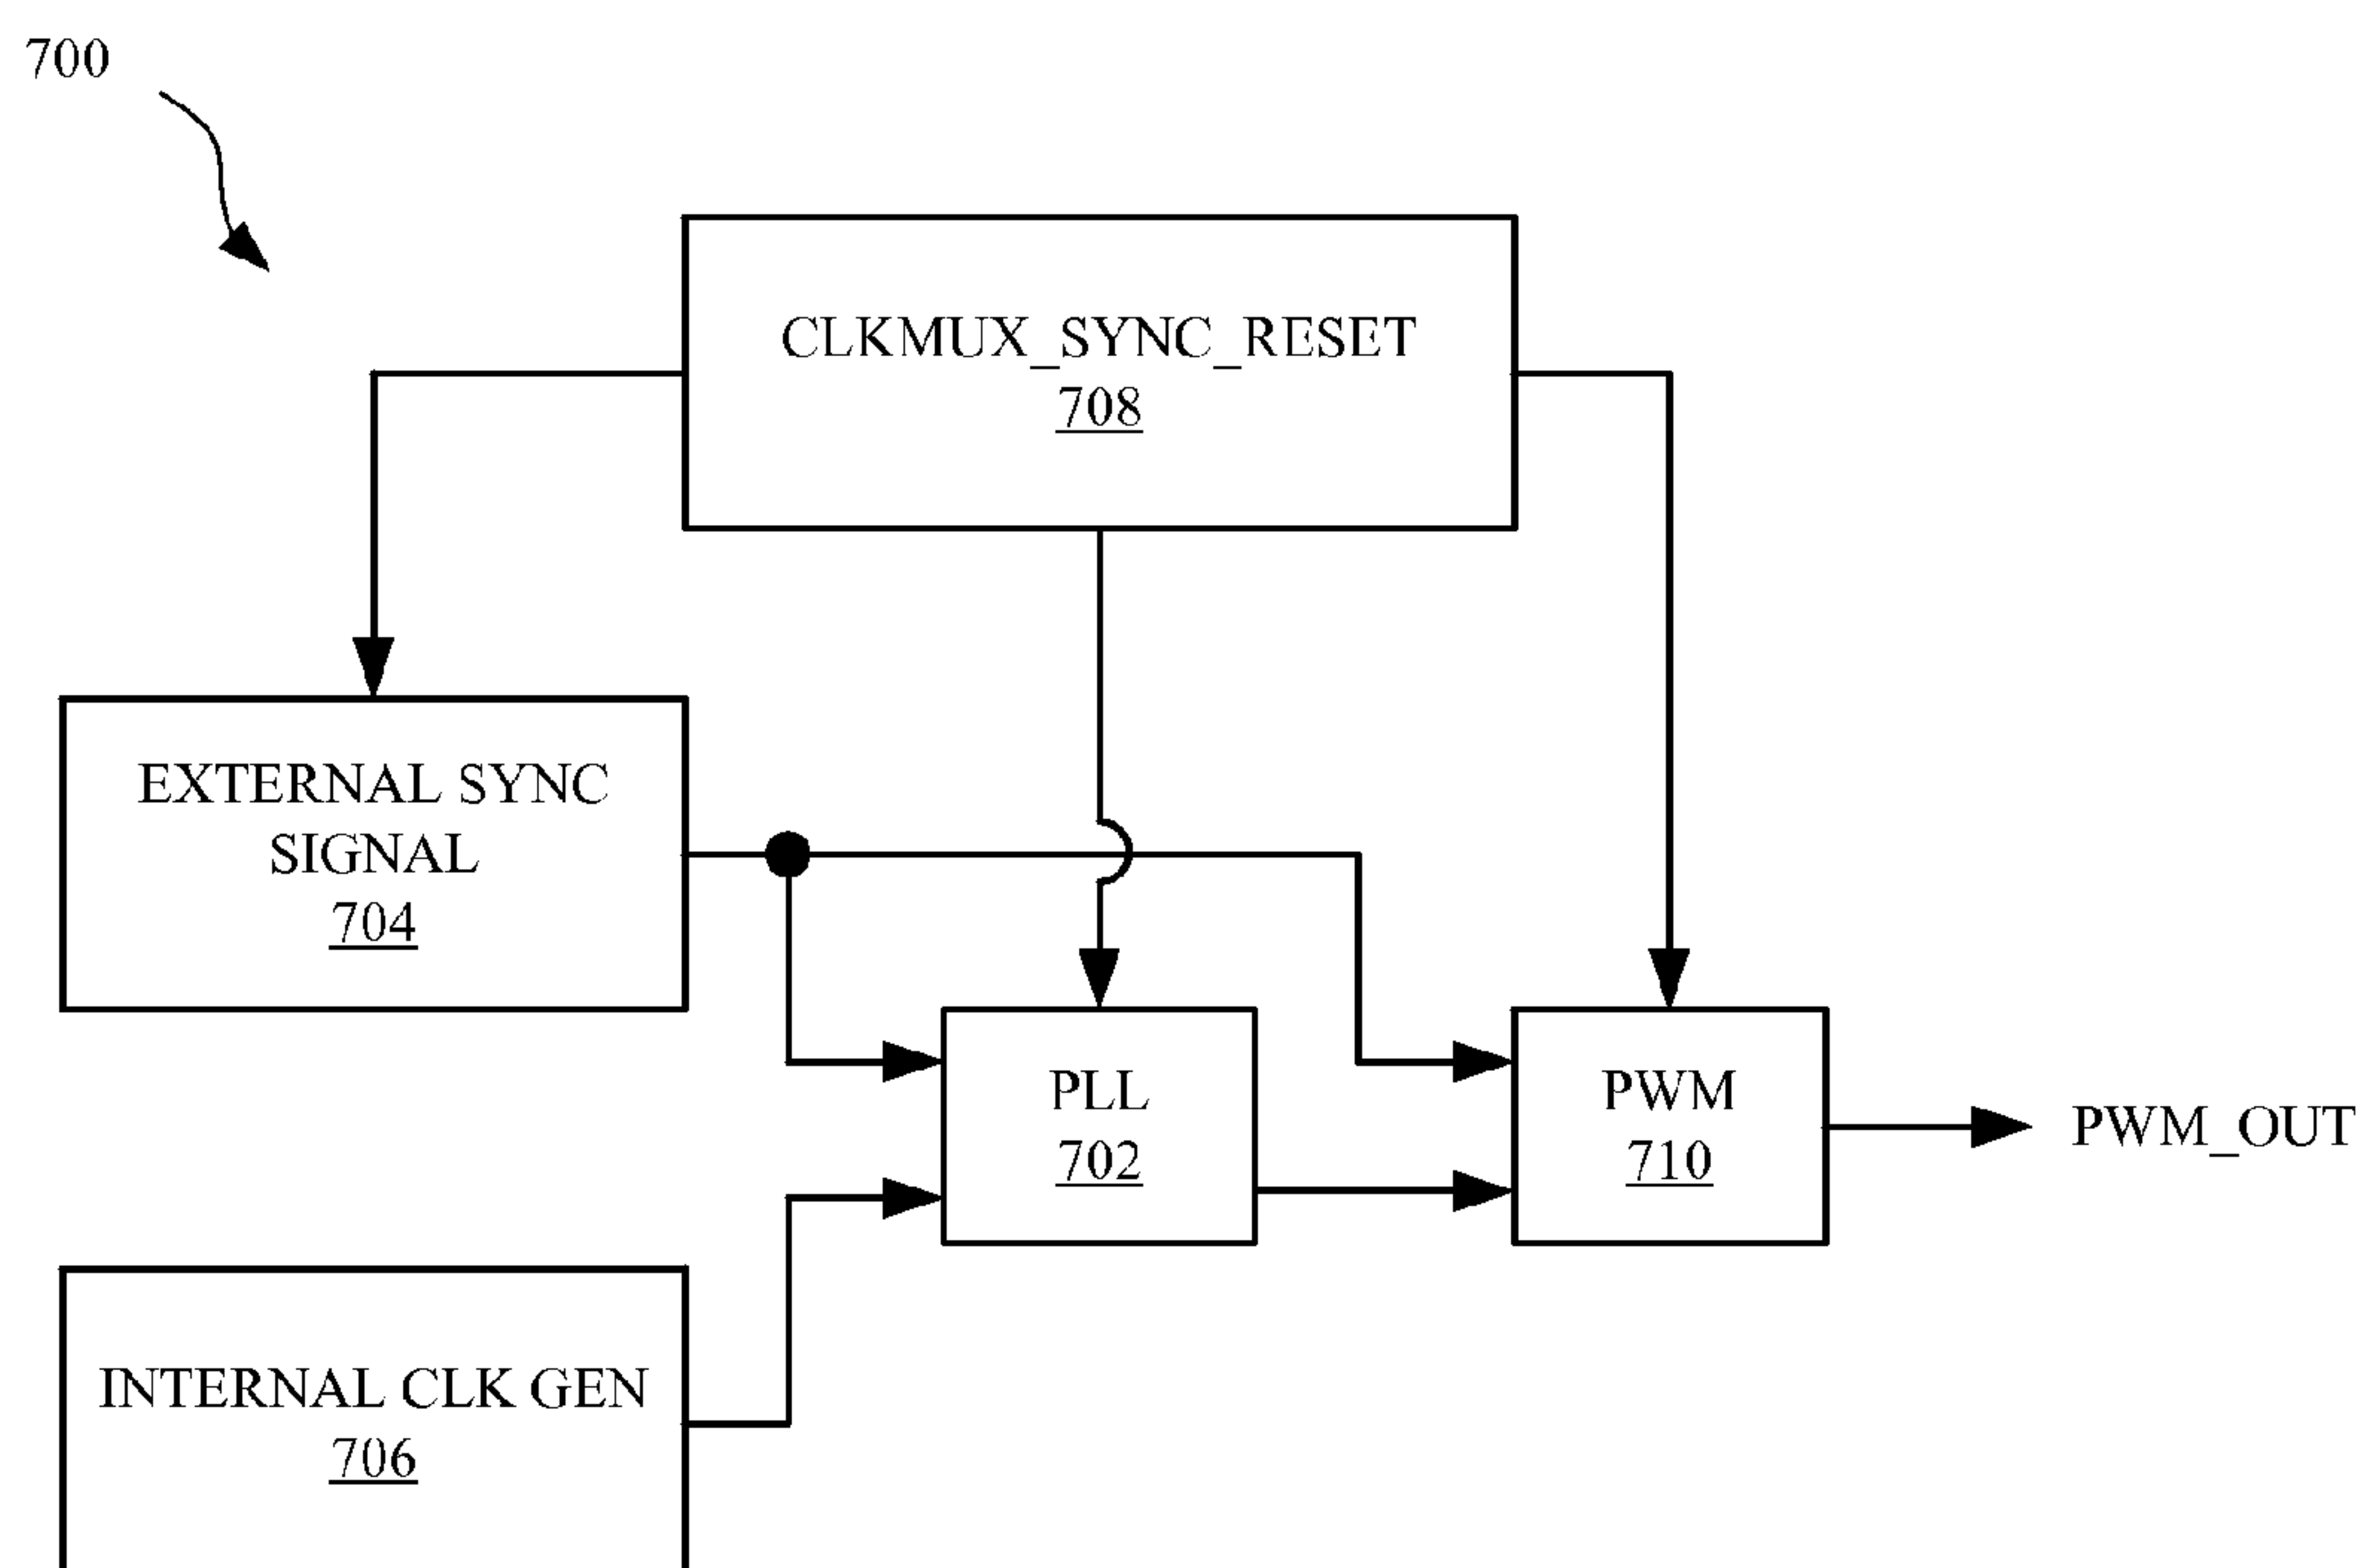 700
CLKMUX_SYNC_RESET
708
EXTERNAL SYNC
SIGNAL
704
PLL
702
PWM
710
PWM_OUT
INTERNAL CLK GEN
706